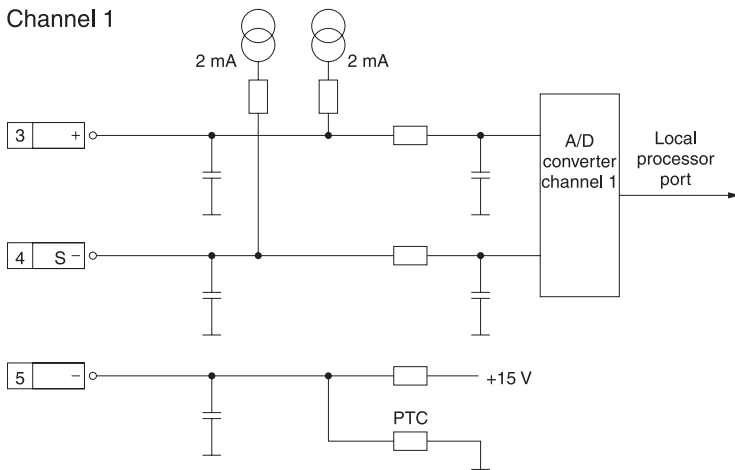 Channel 1
2 mA
2 mA
3 +
A/D
converter
channel 1
Local
processor
port
4 S −
5 −
+15 V
PTC